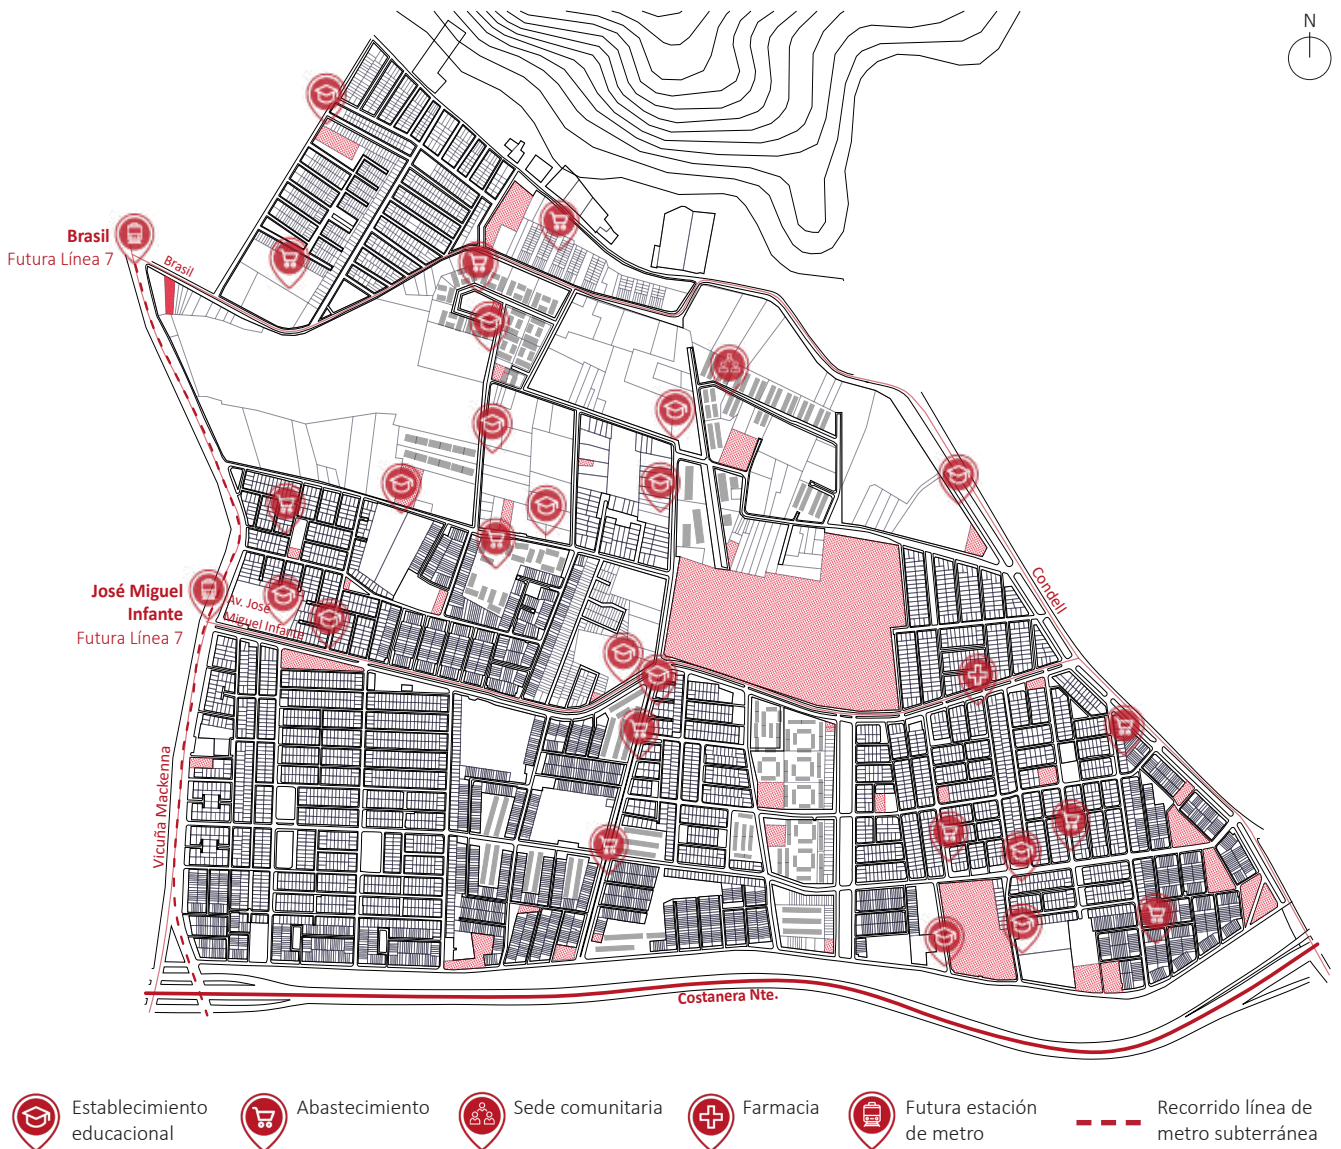 N
Brasil
Futura Línea 7
Brasil
José Miguel
Infante
Futura Línea 7
Av. José
Miguel Infante
Condell
Vicuña Mackenna
Costanera Nte.
Establecimiento
educacional
Abastecimiento
Sede comunitaria
Farmacia
Futura estación
de metro
Recorrido línea de
metro subterránea